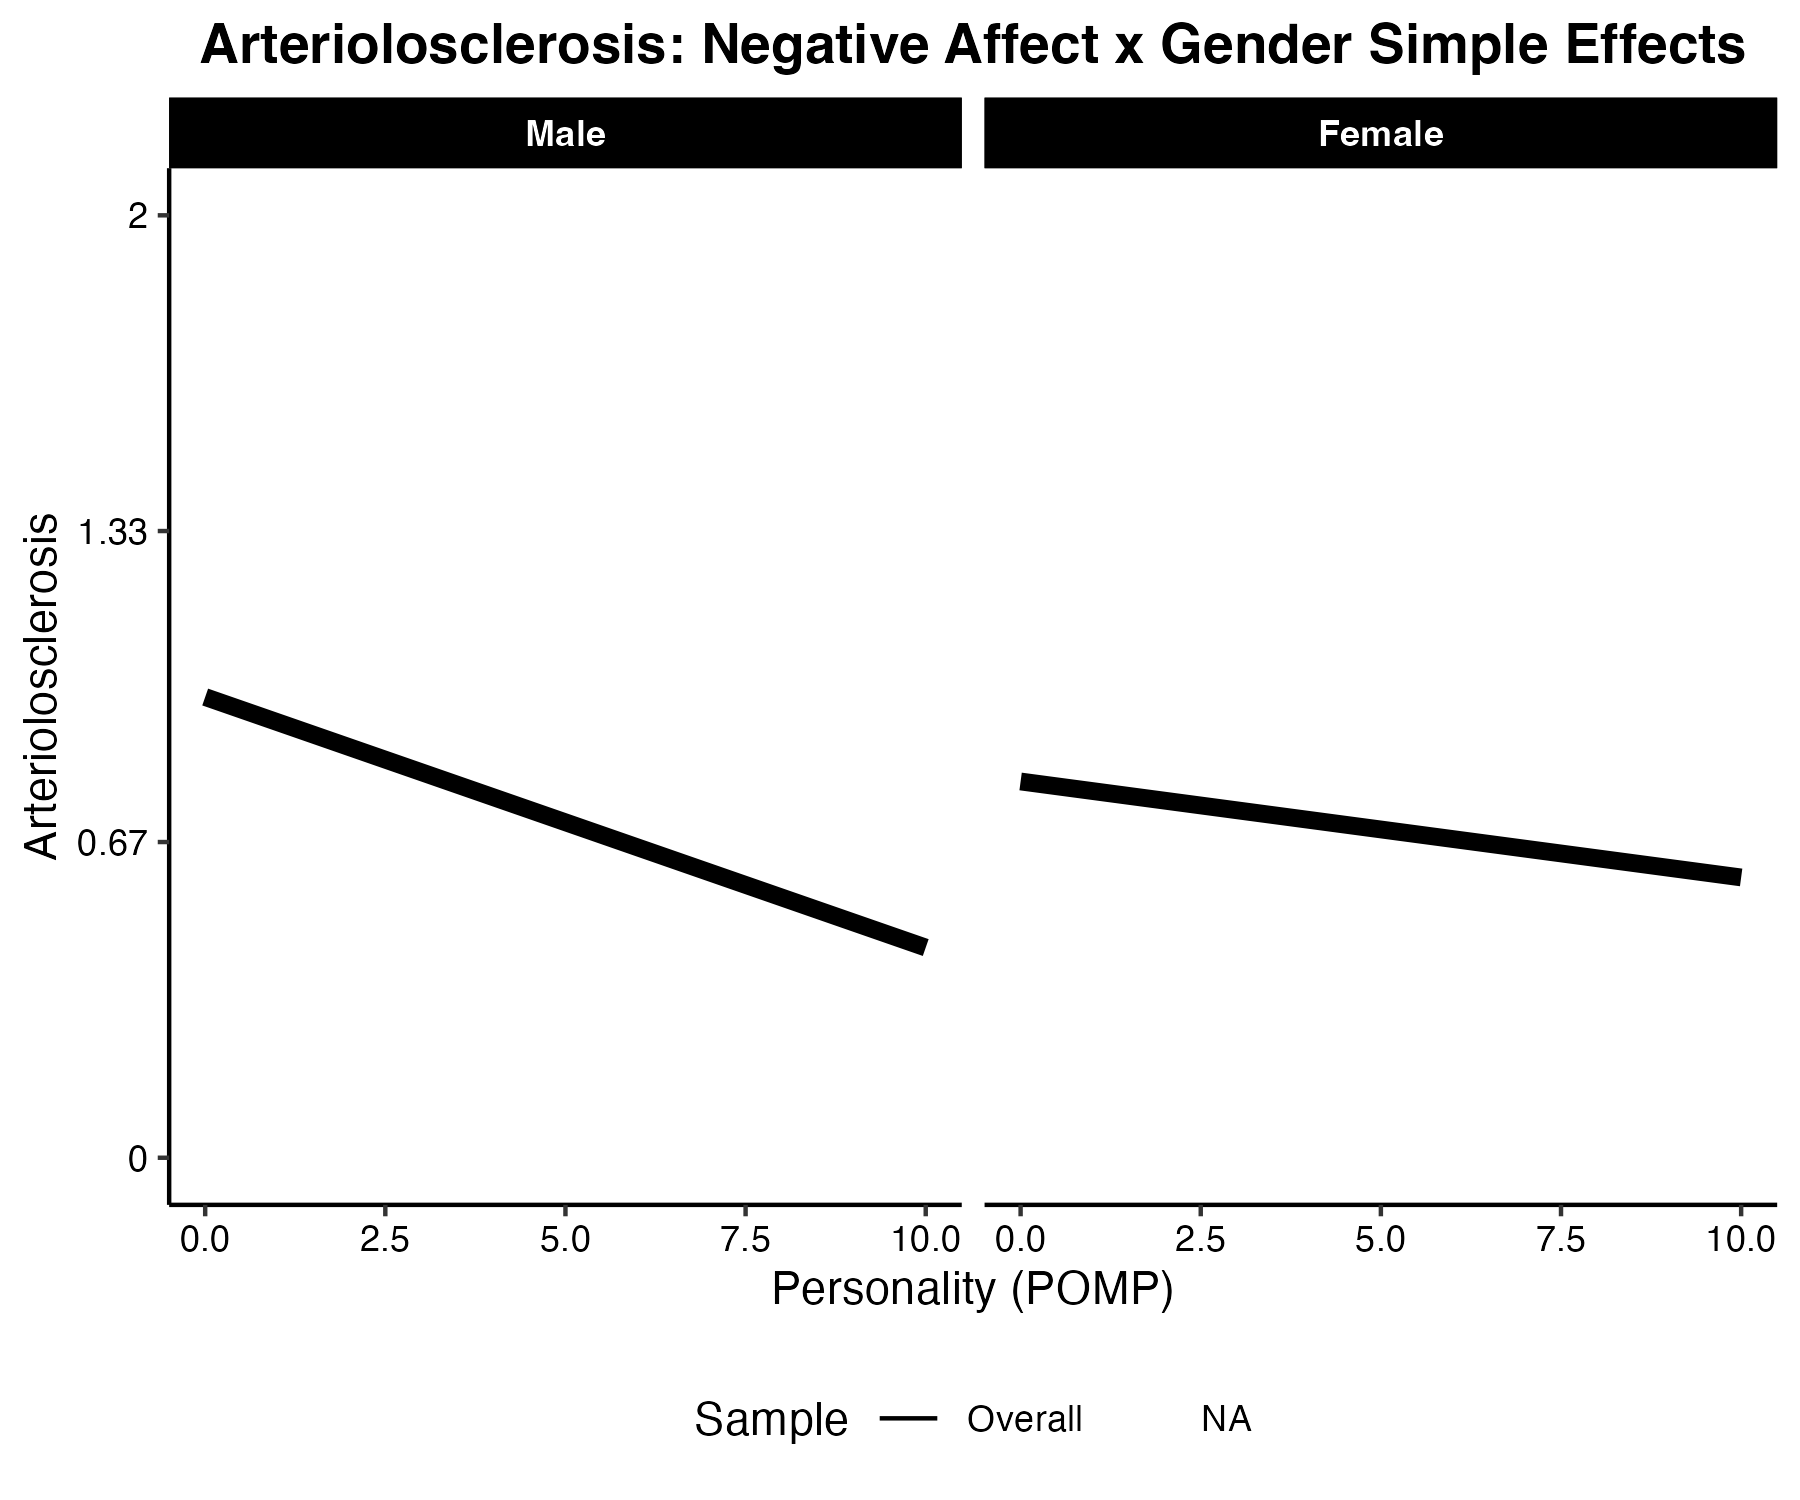 Arteriolosclerosis: Negative Affect x Gender Simple Effects
Male
Female
Arteriolosclerosis
2
1.33
0.67
0
0.0 2.5 5.0 7.5 10.0
0.0 2.5 5.0 7.5 10.0
Personality (POMP)
Sample Overall NA